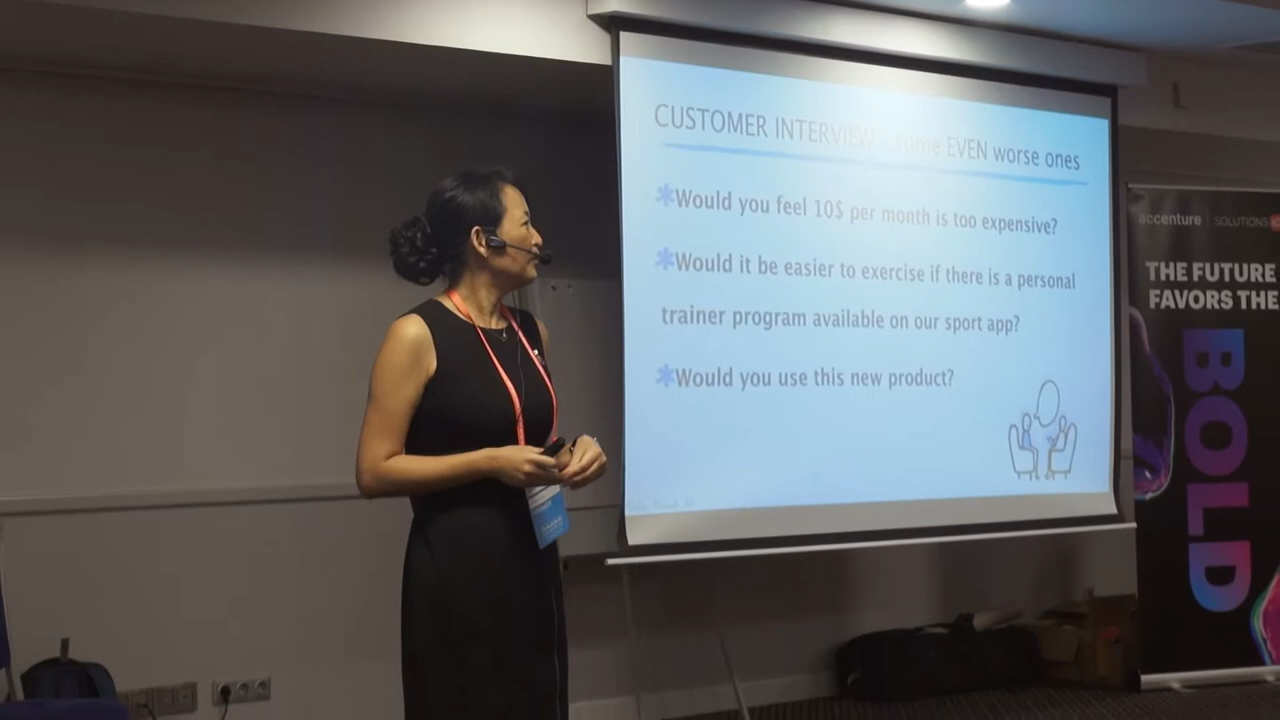 CUSTOMER INTERVIEW - some EVEN worse ones
*Would you feel 10$ per month is too expensive?
*Would it be easier to exercise if there is a personal
trainer program available on our sport app?
*Would you use this new product?
accenture | SOLUTIONS
THE FUTURE
FAVORS THE
BOLD